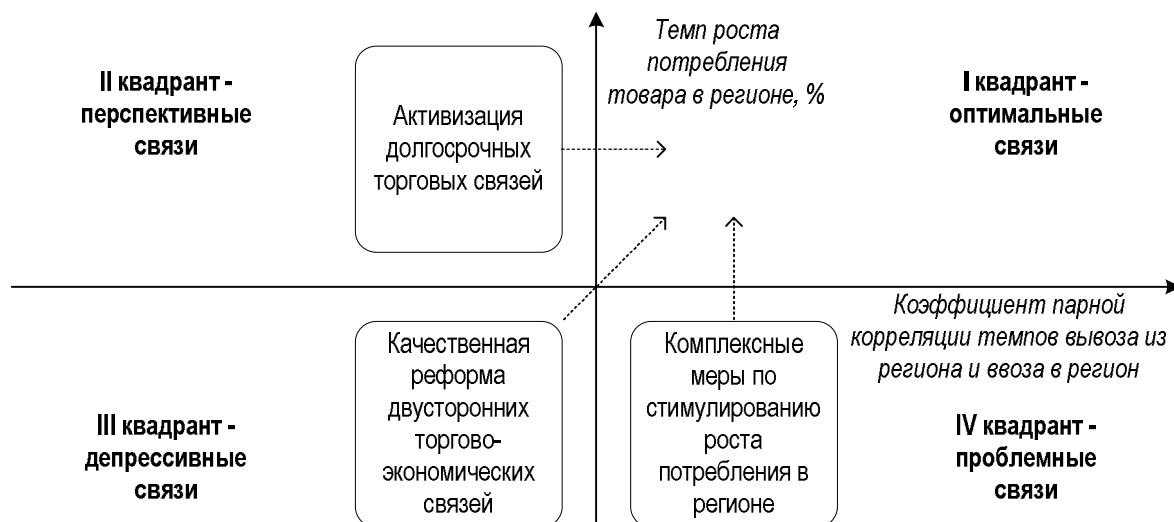 II квадрант -
перспективные
связи
Активизация
долгосрочных
торговых связей
Темп роста
потребления
товара в регионе, %
I квадрант -
оптимальные
связи
Коэффициент парной
корреляции темпов вывоза из
региона и ввоза в регион
III квадрант -
депрессивные
связи
Качественная
реформа
двусторонних
торгово-
экономических
связей
Комплексные
меры по
стимулированию
роста
потребления в
регионе
IV квадрант -
проблемные
связи